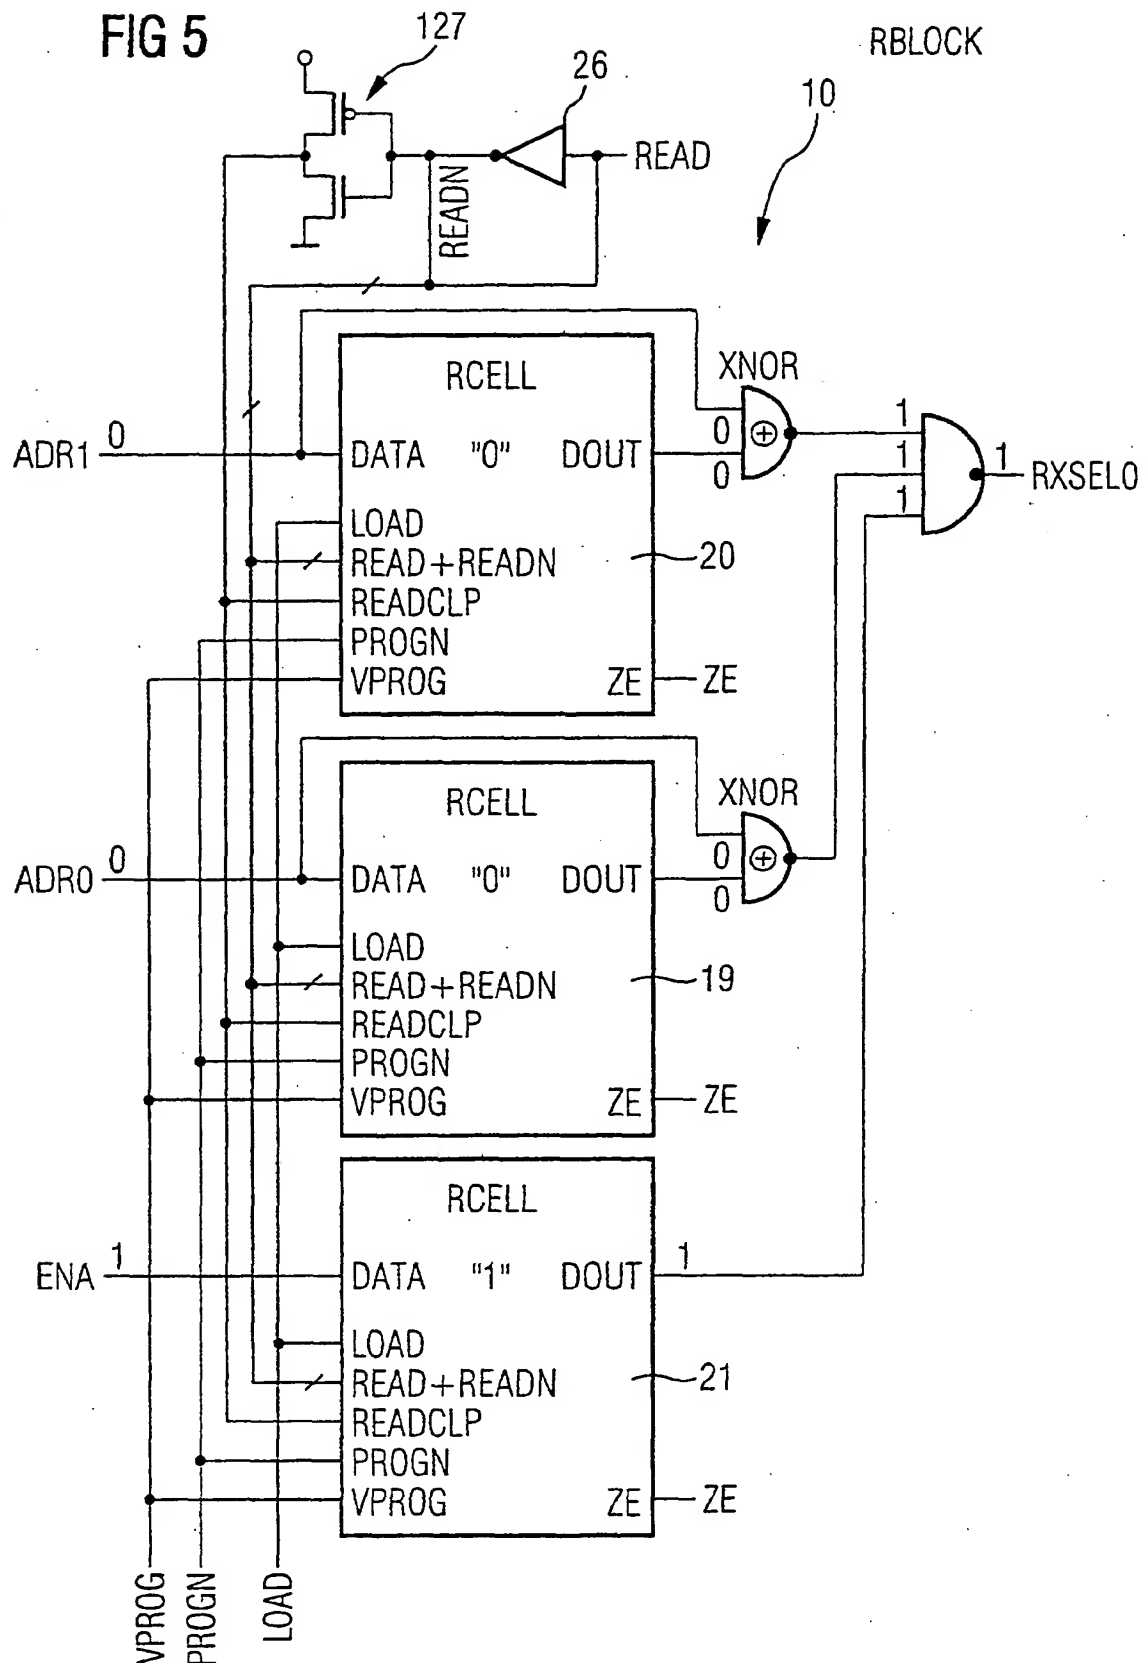 FIG 5
127
RBLOCK
26
10
READ
READN
RCELL
XNOR
ADR1
0
DATA
"0"
DOUT
0
0
1
1
1
1
RXSEL0
LOAD
READ+READN
20
READCLP
PROGN
VPROG
ZE
ZE
RCELL
XNOR
ADR0
0
DATA
"0"
DOUT
0
0
LOAD
READ+READN
19
READCLP
PROGN
VPROG
ZE
ZE
RCELL
ENA
1
DATA
"1"
DOUT
1
LOAD
READ+READN
21
READCLP
PROGN
VPROG
ZE
ZE
VPROG
PROGN
LOAD